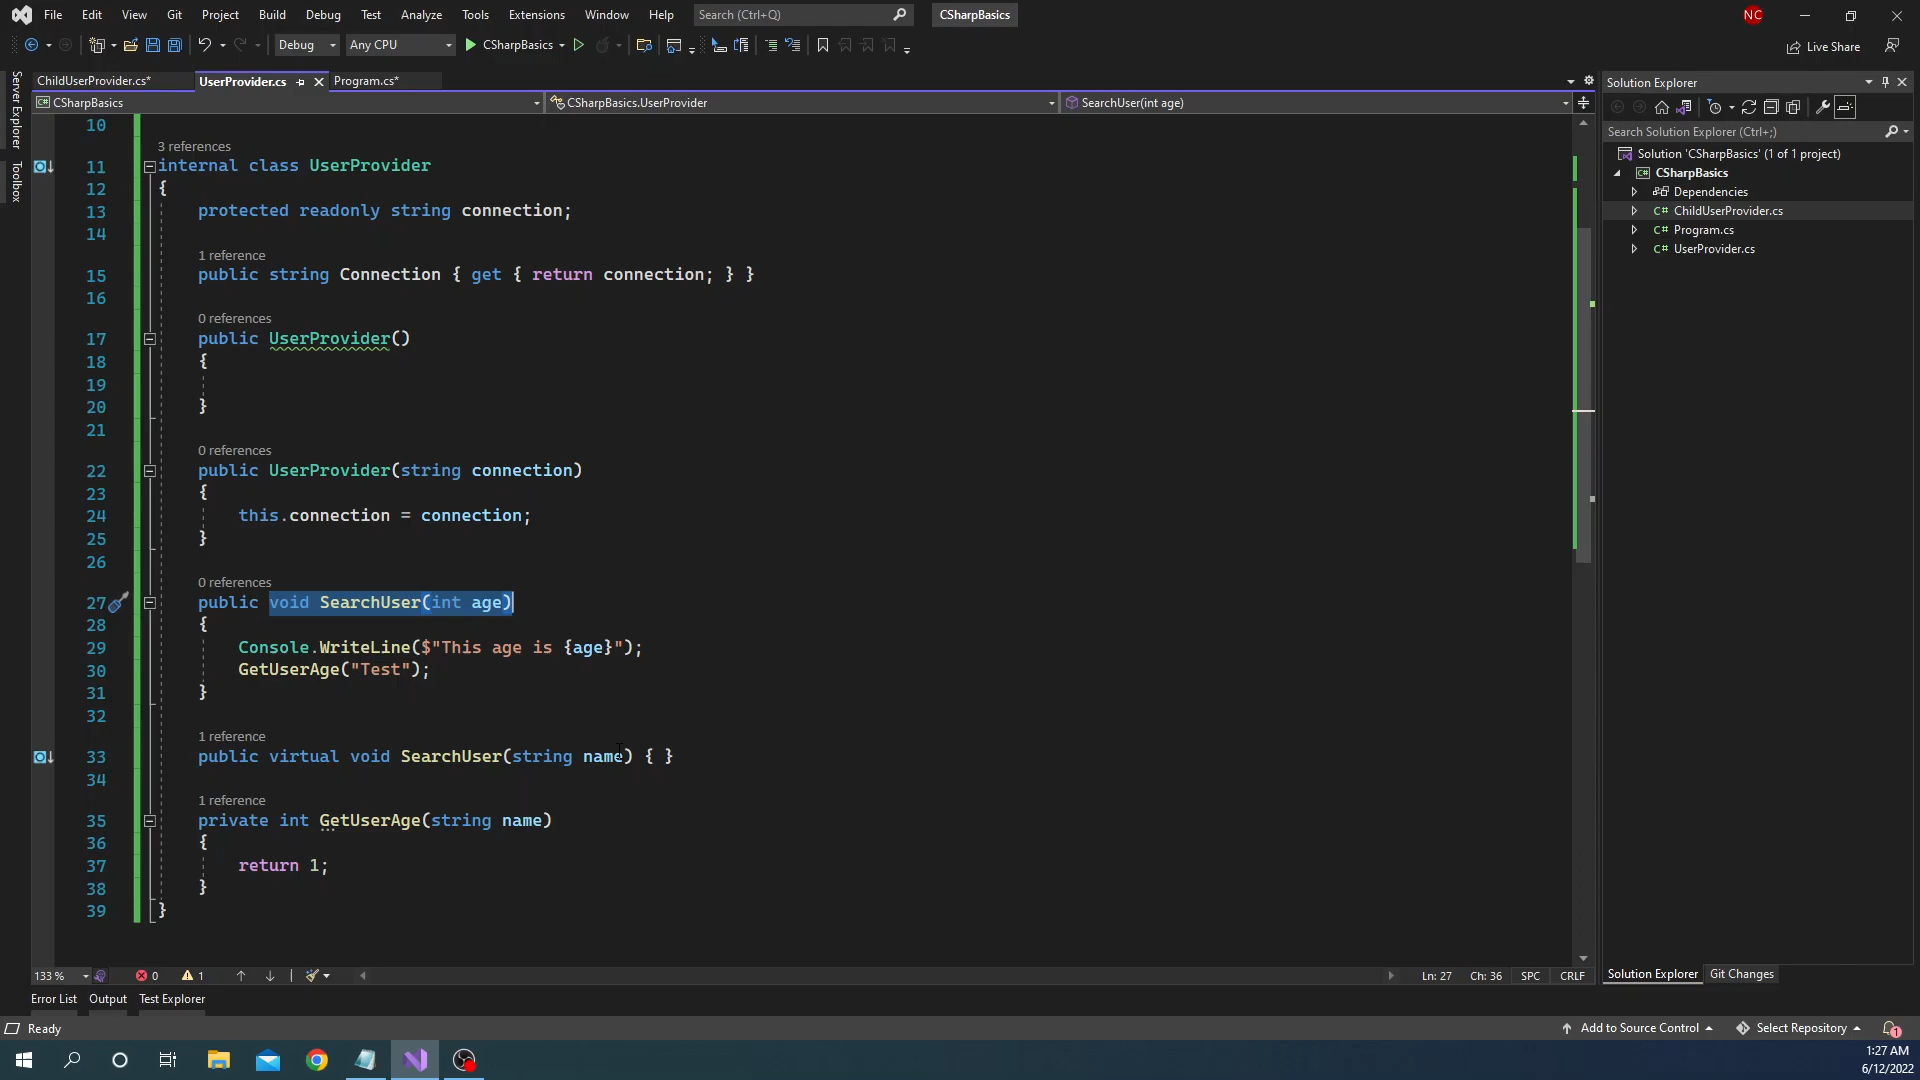 File Edit View Git Project Build Debug Test Analyze Tools Extensions Window Help Search (Ctrl+Q) CSharpBasics NC
Debug Any CPU CSharpBasics Live Share
Server Explorer
Toolbox
ChildUserProvider.cs* UserProvider.cs Program.cs*
CSharpBasics CSharpBasics.UserProvider SearchUser(int age)
10
3 references
11 internal class UserProvider
12 {
13 protected readonly string connection;
14
1 reference
15 public string Connection { get { return connection; } }
16
0 references
17 public UserProvider()
18 {
19
20 }
21
0 references
22 public UserProvider(string connection)
23 {
24 this.connection = connection;
25 }
26
0 references
27 public void SearchUser(int age)
28 {
29 Console.WriteLine($"This age is {age}");
30 GetUserAge("Test");
31 }
32
1 reference
33 public virtual void SearchUser(string name) { }
34
1 reference
35 private int GetUserAge(string name)
36 {
37 return 1;
38 }
39 }
133 % 0 1 Ln: 27 Ch: 36 SPC CRLF
Solution Explorer
Search Solution Explorer (Ctrl+;)
Solution 'CSharpBasics' (1 of 1 project)
C# CSharpBasics
Dependencies
C# ChildUserProvider.cs
C# Program.cs
C# UserProvider.cs
Solution Explorer Git Changes
Error List Output Test Explorer
Ready Add to Source Control Select Repository 1
1:27 AM
6/12/2022